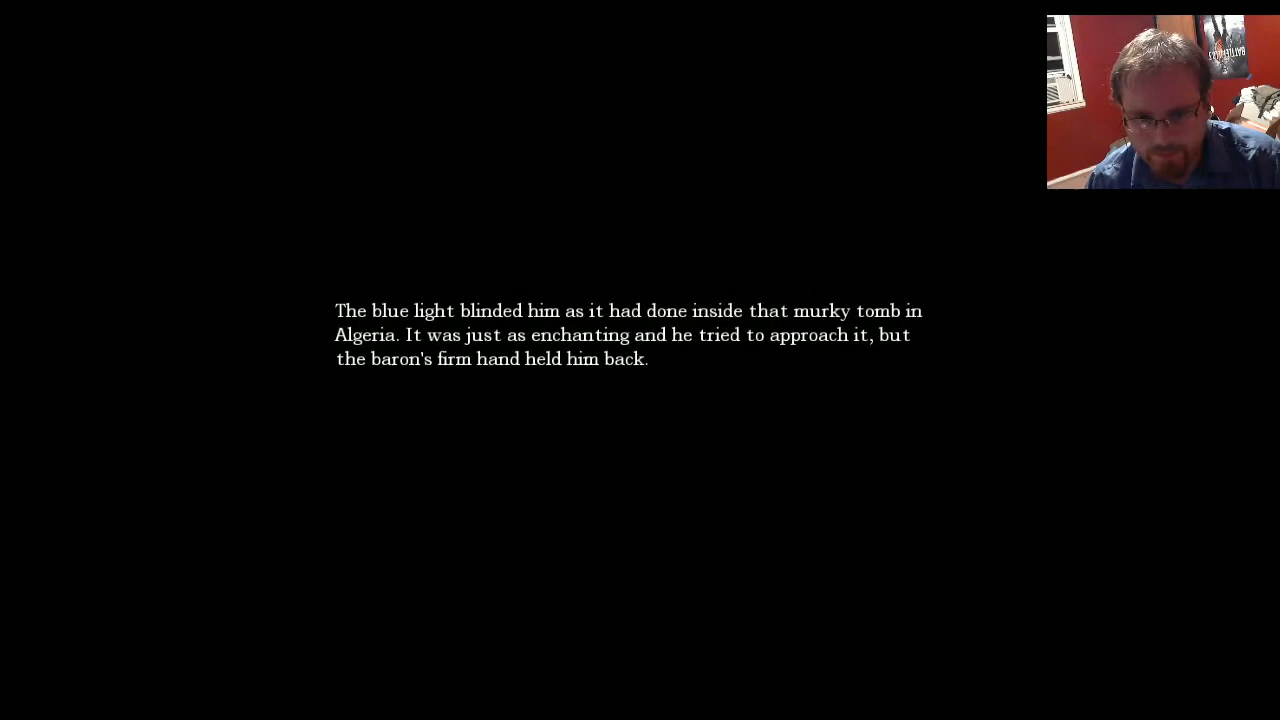 The blue light blinded him as it had done inside that murky tomb in
Algeria. It was just as enchanting and he tried to approach it, but
the baron's firm hand held him back.